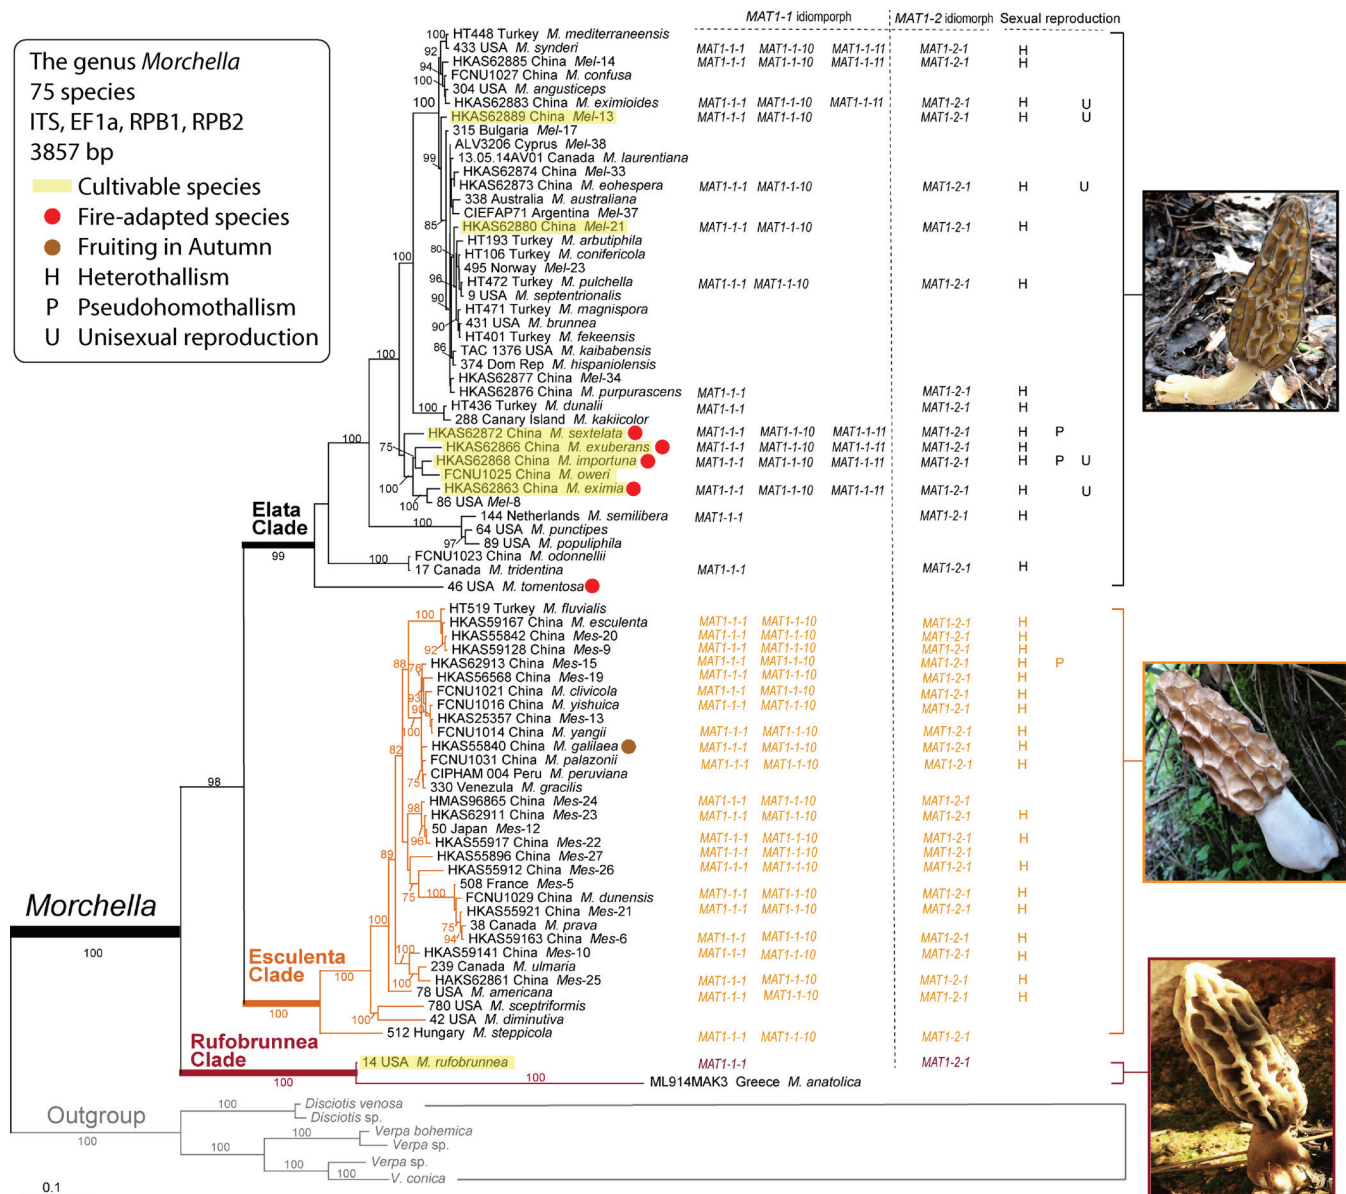 MAT1-1 idiomporph MAT1-2 idiomorph Sexual reproduction
The genus Morchella
75 species
ITS, EF1a, RPB1, RPB2
3857 bp
Cultivable species
Fire-adapted species
Fruiting in Autumn
H Heterothallism
P Pseudohomothallism
U Unisexual reproduction
HT448 Turkey M. mediterraneensis
433 USA M. synderi MAT1-1-1 MAT1-1-10 MAT1-1-11 MAT1-2-1 H
HKAS62885 China Mel-14 MAT1-1-1 MAT1-1-10 MAT1-1-11 MAT1-2-1 H
FCNU1027 China M. confusa
304 USA M. angusticeps
HKAS62883 China M. eximioides MAT1-1-1 MAT1-1-10 MAT1-1-11 MAT1-2-1 H U
HKAS62889 China Mel-13 MAT1-1-1 MAT1-1-10 MAT1-2-1 H U
315 Bulgaria Mel-17
ALV3206 Cyprus Mel-38
13.05.14AV01 Canada M. laurentiana
HKAS62874 China Mel-33
HKAS62873 China M. eohespera MAT1-1-1 MAT1-1-10 MAT1-2-1 H U
338 Australia M. australiana
CIEFAP71 Argentina Mel-37
HKAS62880 China Mel-21 MAT1-1-1 MAT1-1-10 MAT1-2-1 H
HT193 Turkey M. arbutiphila
HT106 Turkey M. conifericola
495 Norway Mel-23
HT472 Turkey M. pulchella MAT1-1-1 MAT1-1-10 MAT1-2-1 H
9 USA M. septentrionalis
HT471 Turkey M. magnispora
431 USA M. brunnea
HT401 Turkey M. fekeensis
TAC 1376 USA M. kaibabensis
374 Dom Rep M. hispaniolensis
HKAS62877 China Mel-34
HKAS62876 China M. purpurascens MAT1-1-1 MAT1-2-1 H
HT436 Turkey M. dunalii MAT1-1-1 MAT1-2-1 H
288 Canary Island M. kakiicolor
HKAS62872 China M. sextelata MAT1-1-1 MAT1-1-10 MAT1-1-11 MAT1-2-1 H P
HKAS62866 China M. exuberans MAT1-1-1 MAT1-1-10 MAT1-1-11 MAT1-2-1 H
HKAS62868 China M. importuna MAT1-1-1 MAT1-1-10 MAT1-1-11 MAT1-2-1 H P U
FCNU1025 China M. oweri
HKAS62863 China M. eximia MAT1-1-1 MAT1-1-10 MAT1-1-11 MAT1-2-1 H U
86 USA Mel-8
144 Netherlands M. semilibera MAT1-1-1 MAT1-2-1 H
64 USA M. punctipes
89 USA M. populiphila
FCNU1023 China M. odonnellii
17 Canada M. tridentina MAT1-1-1 MAT1-2-1 H
46 USA M. tomentosa
Elata
Clade
100
92
94
100
100
99
85
80
96
90
90
86
100
100
100
75
100
100
100
100
97
100
99
HT519 Turkey M. fluvialis
HKAS59167 China M. esculenta MAT1-1-1 MAT1-1-10 MAT1-2-1 H
HKAS55842 China Mes-20 MAT1-1-1 MAT1-1-10 MAT1-2-1 H
HKAS59128 China Mes-9 MAT1-1-1 MAT1-1-10 MAT1-2-1 H
HKAS62913 China Mes-15 MAT1-1-1 MAT1-1-10 MAT1-2-1 H P
HKAS56568 China Mes-19 MAT1-1-1 MAT1-1-10 MAT1-2-1 H
FCNU1021 China M. clivicola MAT1-1-1 MAT1-1-10 MAT1-2-1 H
FCNU1016 China M. yishuica MAT1-1-1 MAT1-1-10 MAT1-2-1 H
HKAS25357 China Mes-13
FCNU1014 China M. yangii MAT1-1-1 MAT1-1-10 MAT1-2-1 H
HKAS55840 China M. galilaea MAT1-1-1 MAT1-1-10 MAT1-2-1 H
FCNU1031 China M. palazonii MAT1-1-1 MAT1-1-10 MAT1-2-1 H
CIPHAM 004 Peru M. peruviana
330 Venezula M. gracilis
HMAS96865 China Mes-24 MAT1-1-1 MAT1-1-10 MAT1-2-1
HKAS62911 China Mes-23 MAT1-1-1 MAT1-1-10 MAT1-2-1 H
50 Japan Mes-12
HKAS55917 China Mes-22 MAT1-1-1 MAT1-1-10 MAT1-2-1 H
HKAS55896 China Mes-27 MAT1-1-1 MAT1-1-10 MAT1-2-1
HKAS55912 China Mes-26 MAT1-1-1 MAT1-1-10 MAT1-2-1 H
508 France Mes-5
FCNU1029 China M. dunensis MAT1-1-1 MAT1-1-10 MAT1-2-1 H
HKAS55921 China Mes-21 MAT1-1-1 MAT1-1-10 MAT1-2-1 H
38 Canada M. prava
HKAS59163 China Mes-6 MAT1-1-1 MAT1-1-10 MAT1-2-1 H
HKAS59141 China Mes-10 MAT1-1-1 MAT1-1-10 MAT1-2-1 H
239 Canada M. ulmaria
HAKS62861 China Mes-25 MAT1-1-1 MAT1-1-10 MAT1-2-1 H
78 USA M. americana MAT1-1-1 MAT1-1-10 MAT1-2-1 H
780 USA M. sceptriformis
42 USA M. diminutiva
512 Hungary M. steppicola MAT1-1-1 MAT1-1-10 MAT1-2-1
Esculenta
Clade
100
92
88
76
93
90
100
82
75
98
96
89
75
100
75
94
100
100
100
100
100
100
98
Morchella
100
Rufobrunnea
Clade
14 USA M. rufobrunnea MAT1-1-1 MAT1-2-1
ML914MAK3 Greece M. anatolica
100
100
Outgroup
Disciotis venosa
Disciotis sp.
Verpa bohemica
Verpa sp.
Verpa sp.
V. conica
100
100
100
100
100
100
0.1